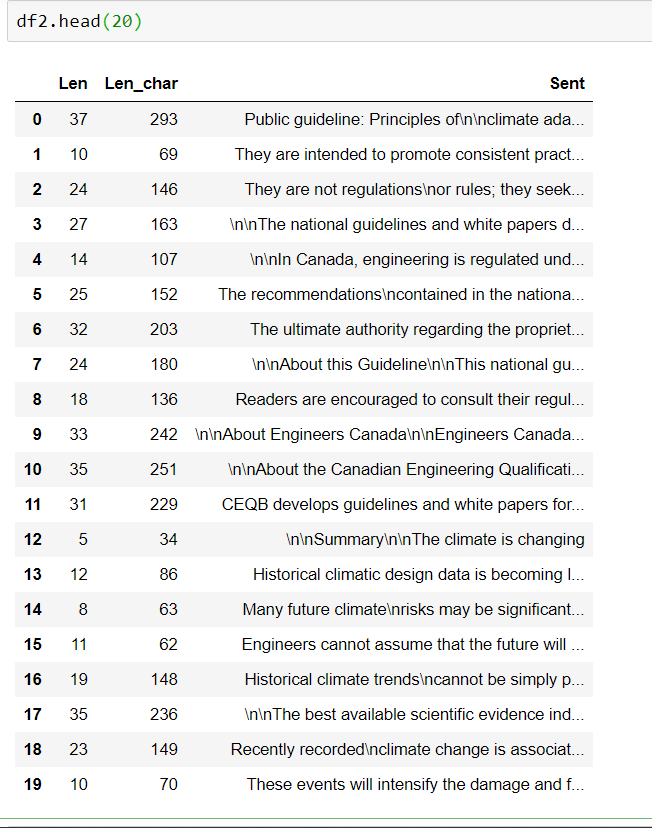 df2.head(20)
Len Len_char Sent
0 37 293 Public guideline: Principles of\n\nclimate ada...
1 10 69 They are intended to promote consistent pract...
2 24 146 They are not regulations\nor rules; they seek...
3 27 163 \n\nThe national guidelines and white papers d...
4 14 107 \n\nIn Canada, engineering is regulated und...
5 25 152 The recommendations\ncontained in the nationa...
6 32 203 The ultimate authority regarding the propriet...
7 24 180 \n\nAbout this Guideline\n\nThis national gu...
8 18 136 Readers are encouraged to consult their regul...
9 33 242 \n\nAbout Engineers Canada\n\nEngineers Canada...
10 35 251 \n\nAbout the Canadian Engineering Qualificati...
11 31 229 CEQB develops guidelines and white papers for...
12 5 34 \n\nSummary\n\nThe climate is changing
13 12 86 Historical climatic design data is becoming l...
14 8 63 Many future climate\nrisks may be significant...
15 11 62 Engineers cannot assume that the future will ...
16 19 148 Historical climate trends\ncannot be simply p...
17 35 236 \n\nThe best available scientific evidence ind...
18 23 149 Recently recorded\nclimate change is associat...
19 10 70 These events will intensify the damage and f...